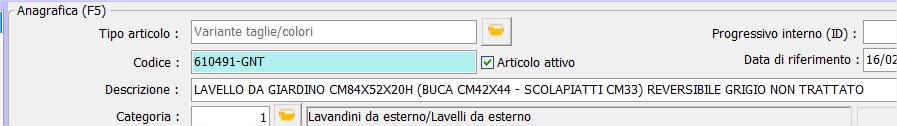 Anagrafica (F5)
Tipo articolo : Variante taglie/colori Progressivo interno (ID) :
Codice : 610491-GNT Articolo attivo Data di riferimento : 16/02
Descrizione : LAVELLO DA GIARDINO CM84X52X20H (BUCA CM42X44 - SCOLAPIATTI CM33) REVERSIBILE GRIGIO NON TRATTATO
Categoria : 1 Lavandini da esterno/Lavelli da esterno